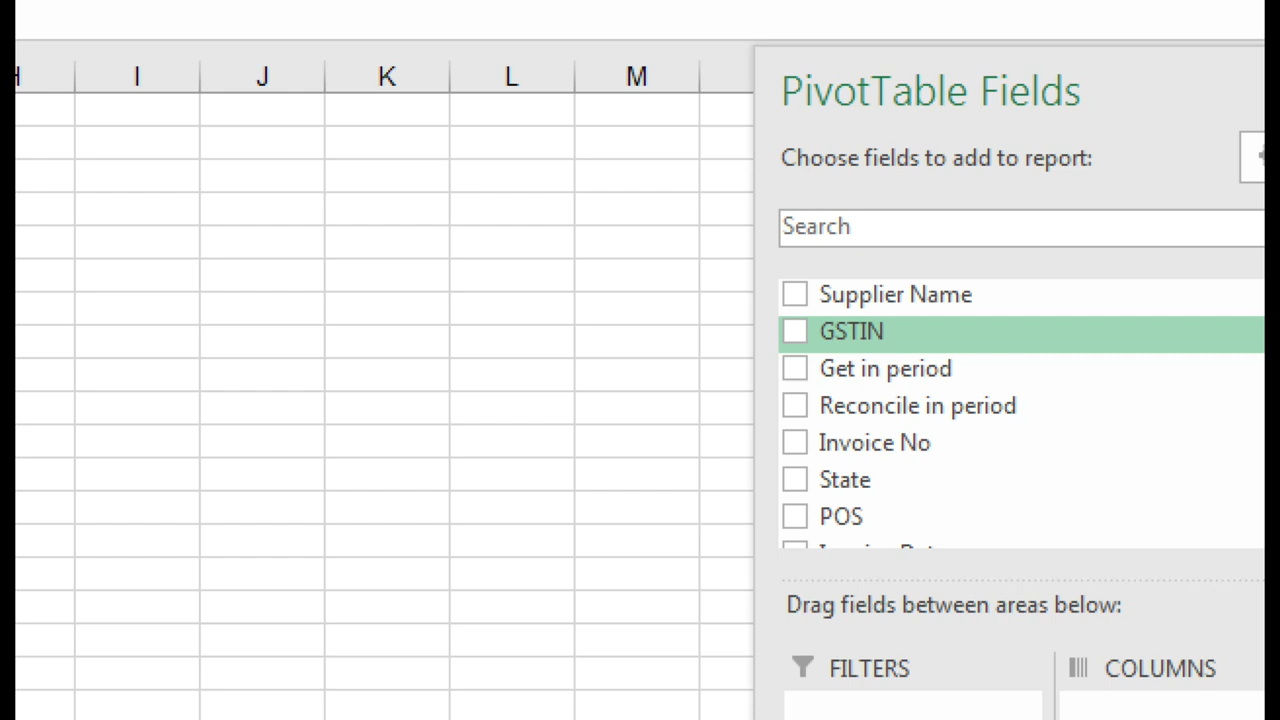 I J K L M
PivotTable Fields
Choose fields to add to report:
Search
Supplier Name
GSTIN
Get in period
Reconcile in period
Invoice No
State
POS
Drag fields between areas below:
FILTERS
COLUMNS